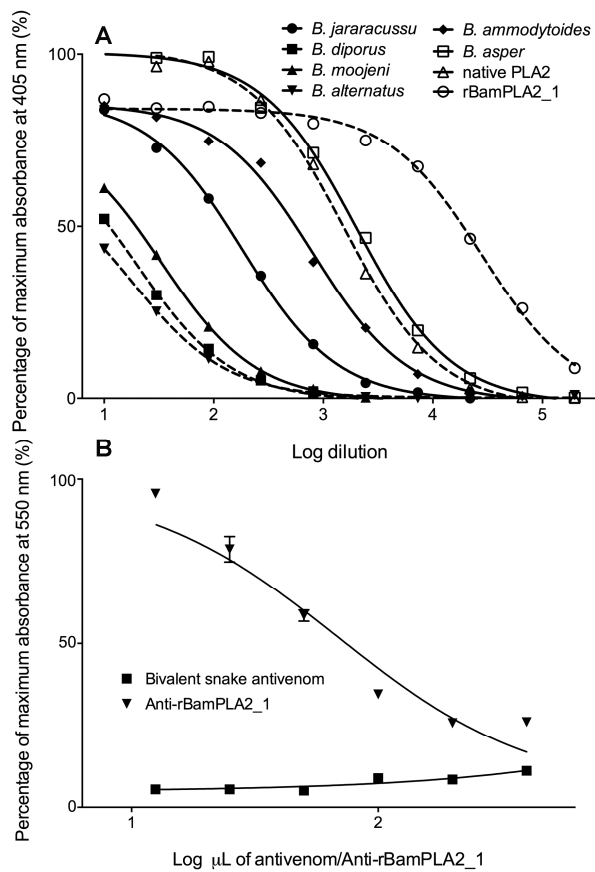 A
B. jararacussu
B. diporus
B. moojeni
B. alternatus
B. ammodytoides
B. asper
native PLA2
rBamPLA2_1
Percentage of maximum absorbance at 405 nm (%)
100
50
0
1 2 3 4 5
Log dilution
B
Percentage of maximum absorbance at 550 nm (%)
100
50
0
Bivalent snake antivenom
Anti-rBamPLA2_1
1 2
Log μL of antivenom/Anti-rBamPLA2_1